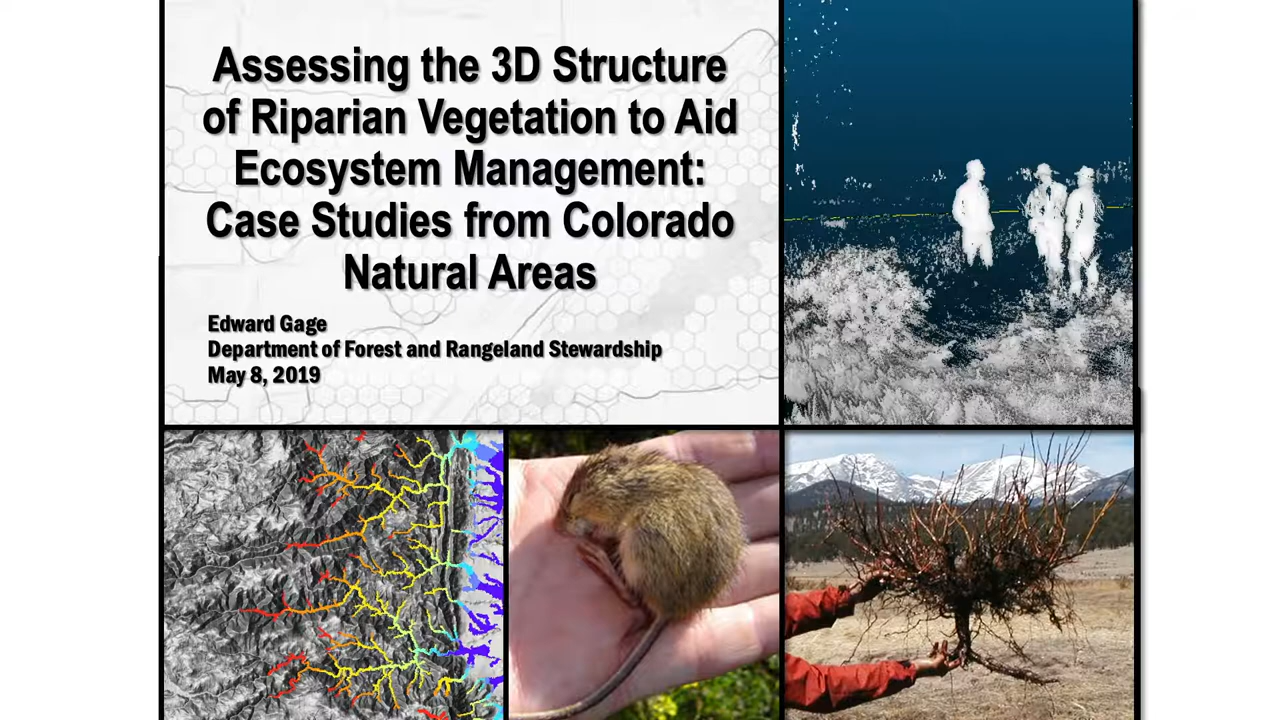 Assessing the 3D Structure
of Riparian Vegetation to Aid
Ecosystem Management:
Case Studies from Colorado
Natural Areas
Edward Gage
Department of Forest and Rangeland Stewardship
May 8, 2019